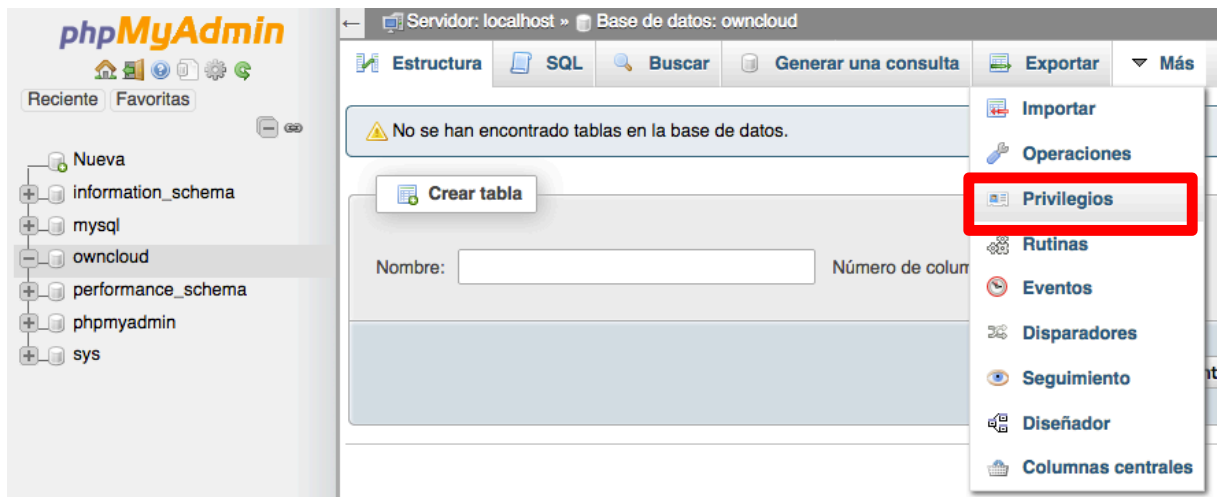 phpMyAdmin
Reciente Favoritas
Nueva
information_schema
mysql
owncloud
performance_schema
phpmyadmin
sys
Servidor: localhost » Base de datos: owncloud
Estructura SQL Buscar Generar una consulta Exportar Más
No se han encontrado tablas en la base de datos.
Crear tabla
Nombre: Número de colum
Importar
Operaciones
Privilegios
Rutinas
Eventos
Disparadores
Seguimiento
Diseñador
Columnas centrales